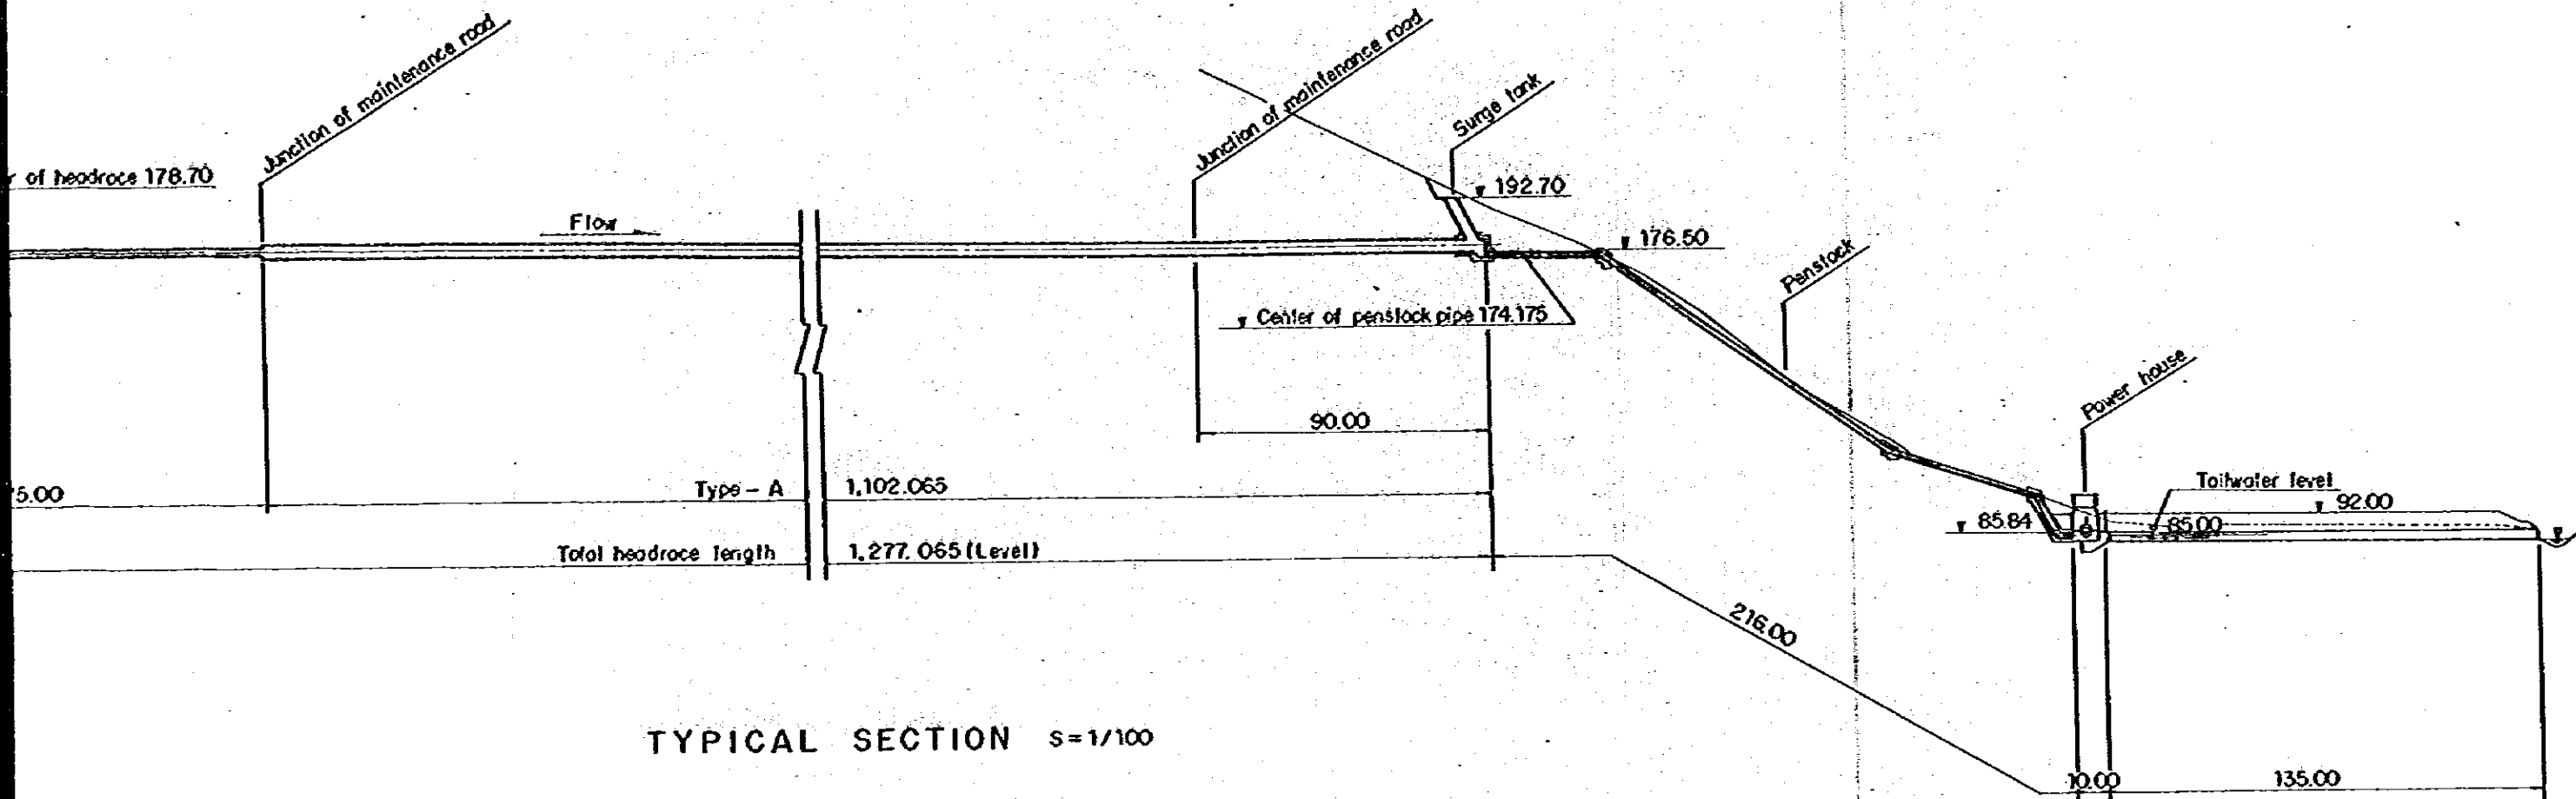 Junction of maintenance road
Junction of maintenance road
Surge tank
of headrace 178.70
192.70
Flow
176.50
Penstock
Center of penstock pipe 174.175
Power house
90.00
Tailwater level
92.00
85.84
85.00
5.00
Type - A
1,102.065
Total headrace length
1,277.065 (Level)
216.00
TYPICAL SECTION S=1/100
10.00
135.00